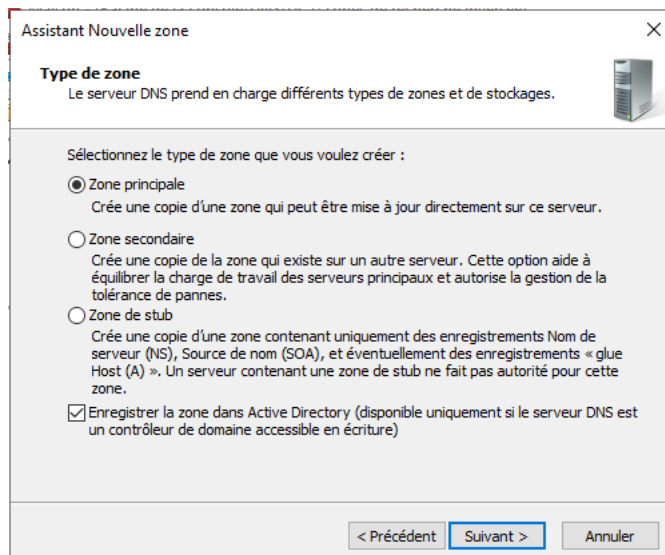 Assistant Nouvelle zone
Type de zone
Le serveur DNS prend en charge différents types de zones et de stockages.
Sélectionnez le type de zone que vous voulez créer :
Zone principale
Crée une copie d'une zone qui peut être mise à jour directement sur ce serveur.
Zone secondaire
Crée une copie de la zone qui existe sur un autre serveur. Cette option aide à
équilibrer la charge de travail des serveurs principaux et autorise la gestion de la
tolérance de pannes.
Zone de stub
Crée une copie d'une zone contenant uniquement des enregistrements Nom de
serveur (NS), Source de nom (SOA), et éventuellement des enregistrements « glue
Host (A) ». Un serveur contenant une zone de stub ne fait pas autorité pour cette
zone.
Enregistrer la zone dans Active Directory (disponible uniquement si le serveur DNS est
un contrôleur de domaine accessible en écriture)
< Précédent Suivant > Annuler